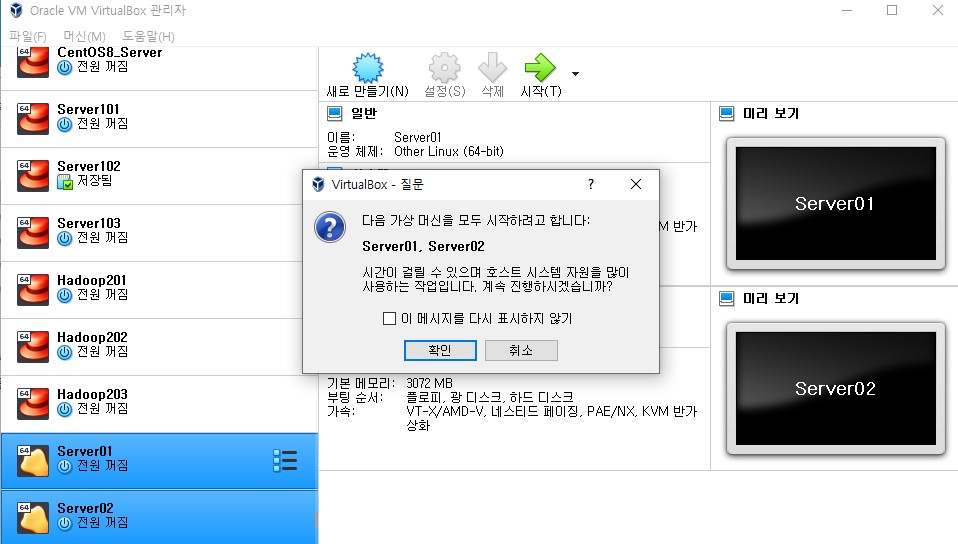 Oracle VM VirtualBox 관리자
파일(F) 머신(M) 도움말(H)
64
CentOS8_Server
전원 꺼짐
64
Server101
전원 꺼짐
64
Server102
저장됨
64
Server103
전원 꺼짐
64
Hadoop201
전원 꺼짐
64
Hadoop202
전원 꺼짐
64
Hadoop203
전원 꺼짐
64
Server01
전원 꺼짐
64
Server02
전원 꺼짐
새로 만들기(N) 설정(S) 삭제 시작(T)
일반
이름: Server01
운영 체제: Other Linux (64-bit)
미리 보기
Server01
VM 반가
VirtualBox - 질문
?
다음 가상 머신을 모두 시작하려고 합니다:
Server01, Server02
시간이 걸릴 수 있으며 호스트 시스템 자원을 많이
사용하는 작업입니다. 계속 진행하시겠습니까?
이 메시지를 다시 표시하지 않기
확인 취소
미리 보기
Server02
기본 메모리: 3072 MB
부팅 순서: 플로피, 광 디스크, 하드 디스크
가속: VT-X/AMD-V, 네스티드 페이징, PAE/NX, KVM 반가
상화